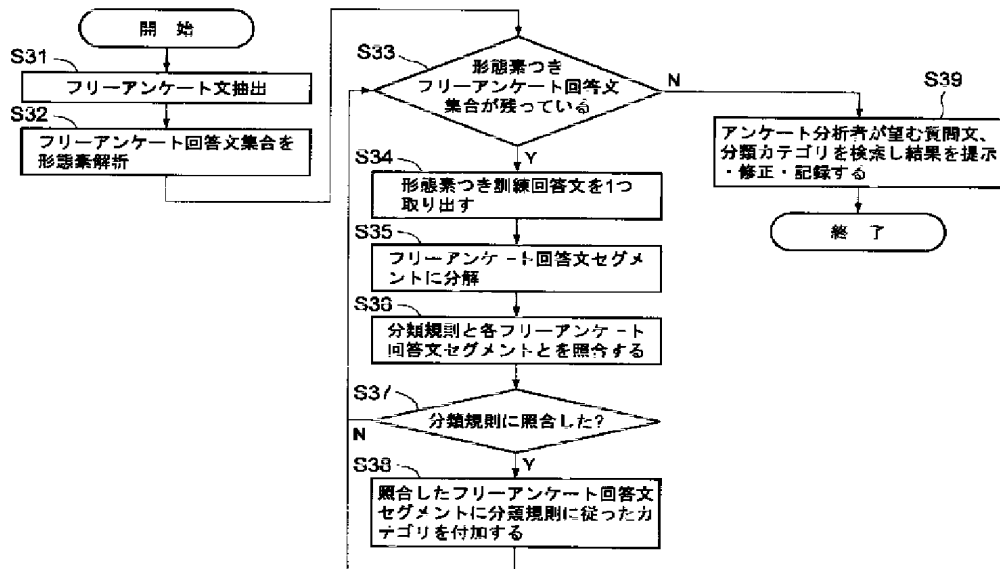 開 始
S31
フリーアンケート文抽出
S32
フリーアンケート回答文集合を
形態素解析
S33
形態素つき
フリーアンケート回答文
集合が残っている
N
Y
S34
形態素つき訓練回答文を1つ
取り出す
S35
フリーアンケート回答文セグメ
ントに分解
S36
分類規則と各フリーアンケート
回答文セグメントとを照合する
S37
分類規則に照合した?
N
Y
S38
照合したフリーアンケート回答文
セグメントに分類規則に従ったカ
テゴリを付加する
S39
アンケート分析者が望む質問文、
分類カテゴリを検索し結果を提示
・修正・記録する
終 了